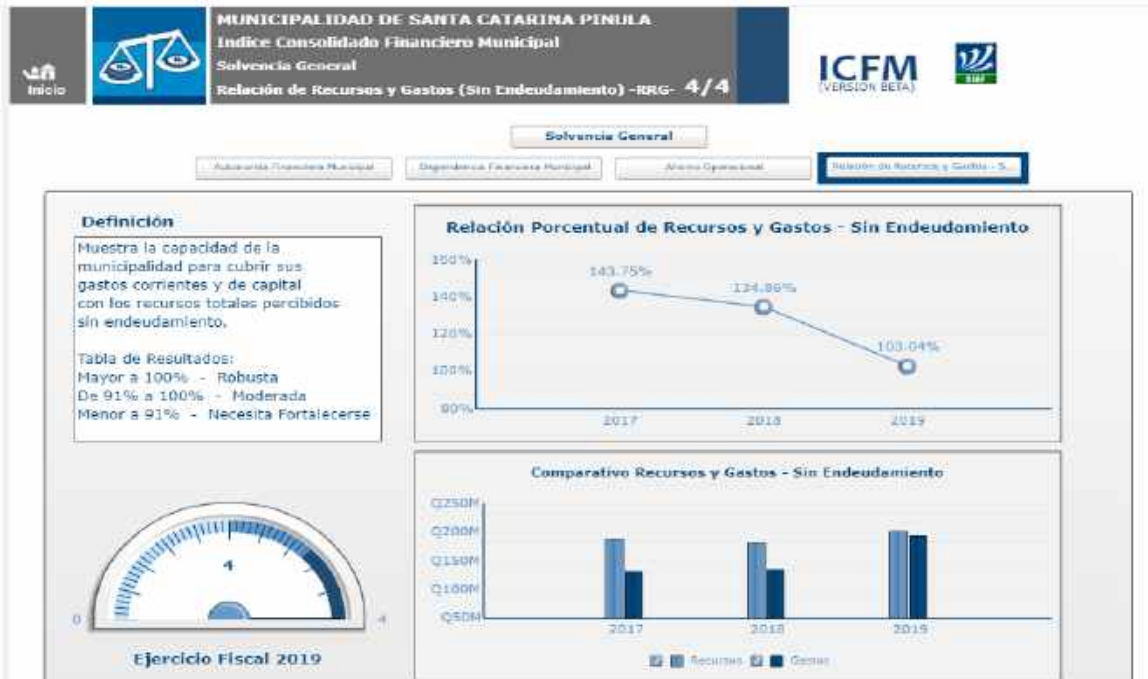 MUNICIPALIDAD DE SANTA CATARINA PINULA
Indice Consolidado Financiero Municipal
Solvencia General
Relación de Recursos y Gastos (Sin Endeudamiento) -RRG- 4/4
Inicio
ICFM
(VERSION BETA)
Solvencia General
Autonomía Financiera Municipal
Dependencia Financiera Municipal
Ahorro Operacional
Relación de Recursos y Gastos - S...
Definición
Muestra la capacidad de la
municipalidad para cubrir sus
gastos corrientes y de capital
con los recursos totales percibidos
sin endeudamiento.
Tabla de Resultados:
Mayor a 100% - Robusta
De 91% a 100% - Moderada
Menor a 91% - Necesita Fortalecerse
Relación Porcentual de Recursos y Gastos - Sin Endeudamiento
160%
140%
120%
100%
80%
143.75%
134.86%
103.04%
2017
2018
2019
4
0
4
Ejercicio Fiscal 2019
Comparativo Recursos y Gastos - Sin Endeudamiento
Q250M
Q200M
Q150M
Q100M
Q50M
2017
2018
2019
Recursos
Gastos